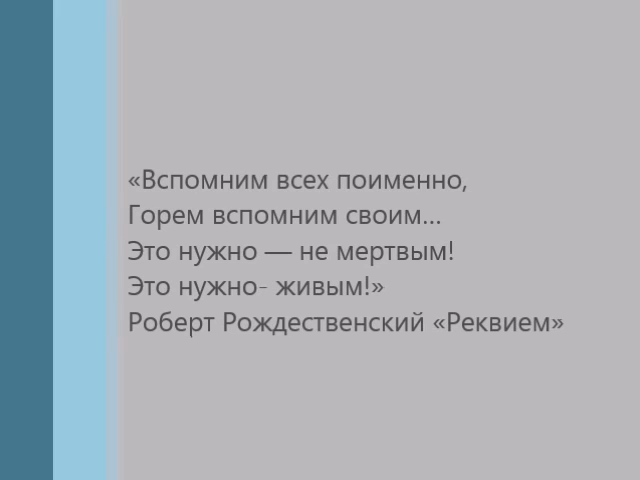 «Вспомним всех поименно,
Горем вспомним своим...
Это нужно — не мертвым!
Это нужно- живым!»
Роберт Рождественский «Реквием»